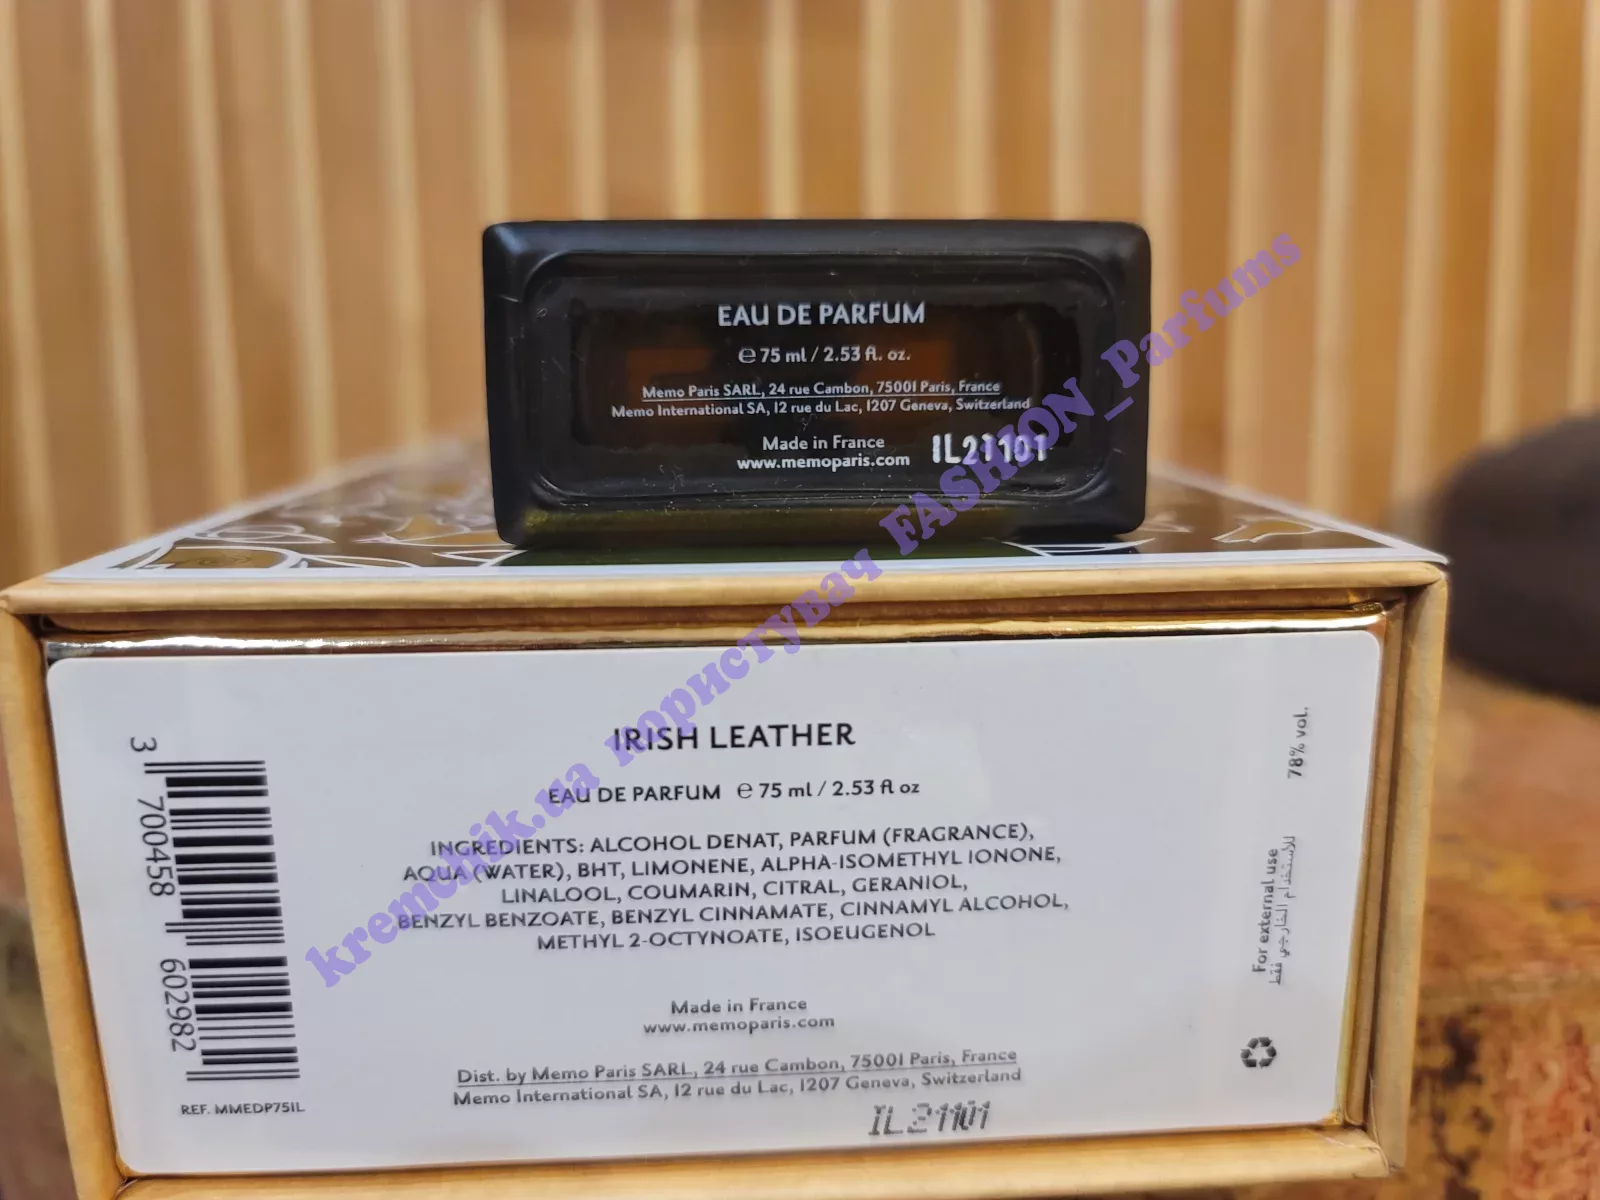 EAU DE PARFUM
℮ 75 ml / 2.53 fl. oz.
Memo Paris SARL, 24 rue Cambon, 75001 Paris, France
Memo International SA, 12 rue du Lac, 1207 Geneva, Switzerland
Made in France
www.memoparis.com
IL21101
IRISH LEATHER
EAU DE PARFUM ℮ 75 ml / 2.53 fl oz
INGREDIENTS: ALCOHOL DENAT, PARFUM (FRAGRANCE),
AQUA (WATER), BHT, LIMONENE, ALPHA-ISOMETHYL IONONE,
LINALOOL, COUMARIN, CITRAL, GERANIOL,
BENZYL BENZOATE, BENZYL CINNAMATE, CINNAMYL ALCOHOL,
METHYL 2-OCTYNOATE, ISOEUGENOL
Made in France
www.memoparis.com
Dist. by Memo Paris SARL, 24 rue Cambon, 75001 Paris, France
Memo International SA, 12 rue du Lac, 1207 Geneva, Switzerland
IL21101
3 700458 602982
REF. MMEDP75IL
78% vol.
For external use
للاستخدام الخارجي فقط
kremchik.ua користувач FASHION_Parfums